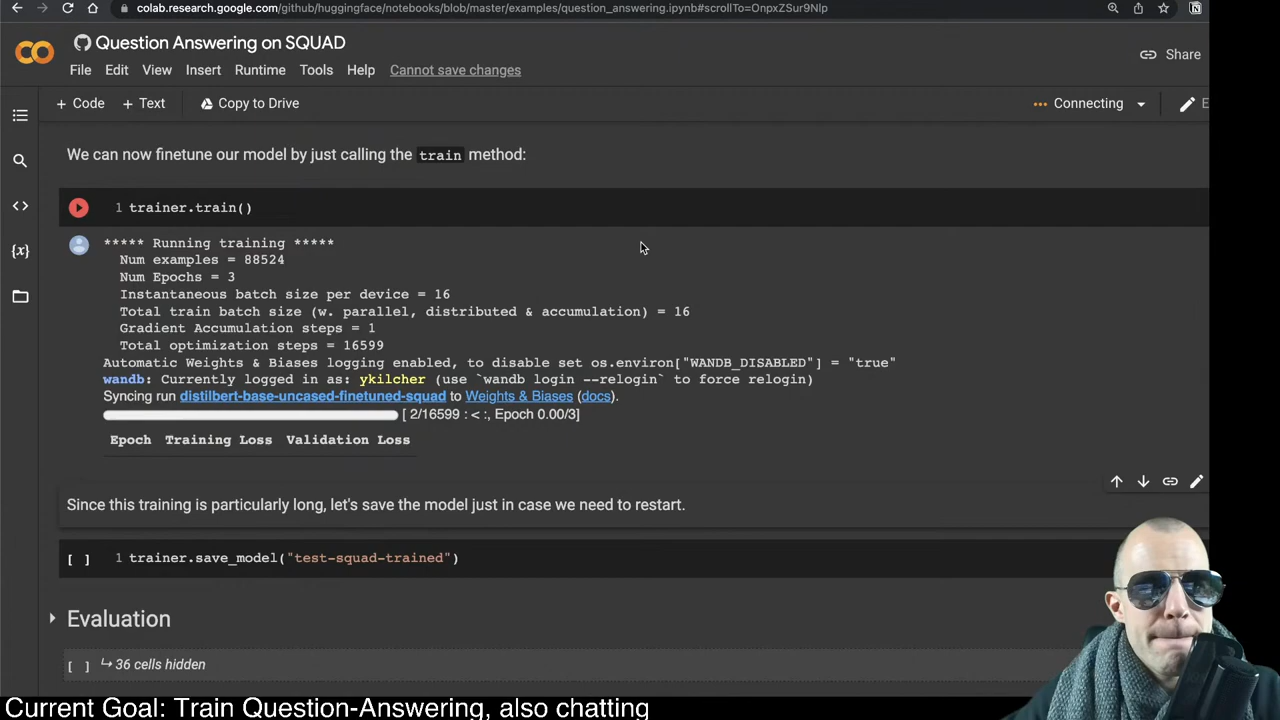 colab.research.google.com/github/huggingface/notebooks/blob/master/examples/question_answering.ipynb#scrollTo=OnpxZSur9Nlp
Question Answering on SQUAD
File Edit View Insert Runtime Tools Help Cannot save changes
Share
+ Code + Text Copy to Drive
Connecting
E
We can now finetune our model by just calling the train method:
1 trainer.train()
***** Running training *****
Num examples = 88524
Num Epochs = 3
Instantaneous batch size per device = 16
Total train batch size (w. parallel, distributed & accumulation) = 16
Gradient Accumulation steps = 1
Total optimization steps = 16599
Automatic Weights & Biases logging enabled, to disable set os.environ["WANDB_DISABLED"] = "true"
wandb: Currently logged in as: ykilcher (use `wandb login --relogin` to force relogin)
Syncing run distilbert-base-uncased-finetuned-squad to Weights & Biases (docs).
[ 2/16599 : < :, Epoch 0.00/3]
Epoch Training Loss Validation Loss
Since this training is particularly long, let's save the model just in case we need to restart.
[ ] 1 trainer.save_model("test-squad-trained")
Evaluation
[ ] ↳ 36 cells hidden
Current Goal: Train Question-Answering, also chatting